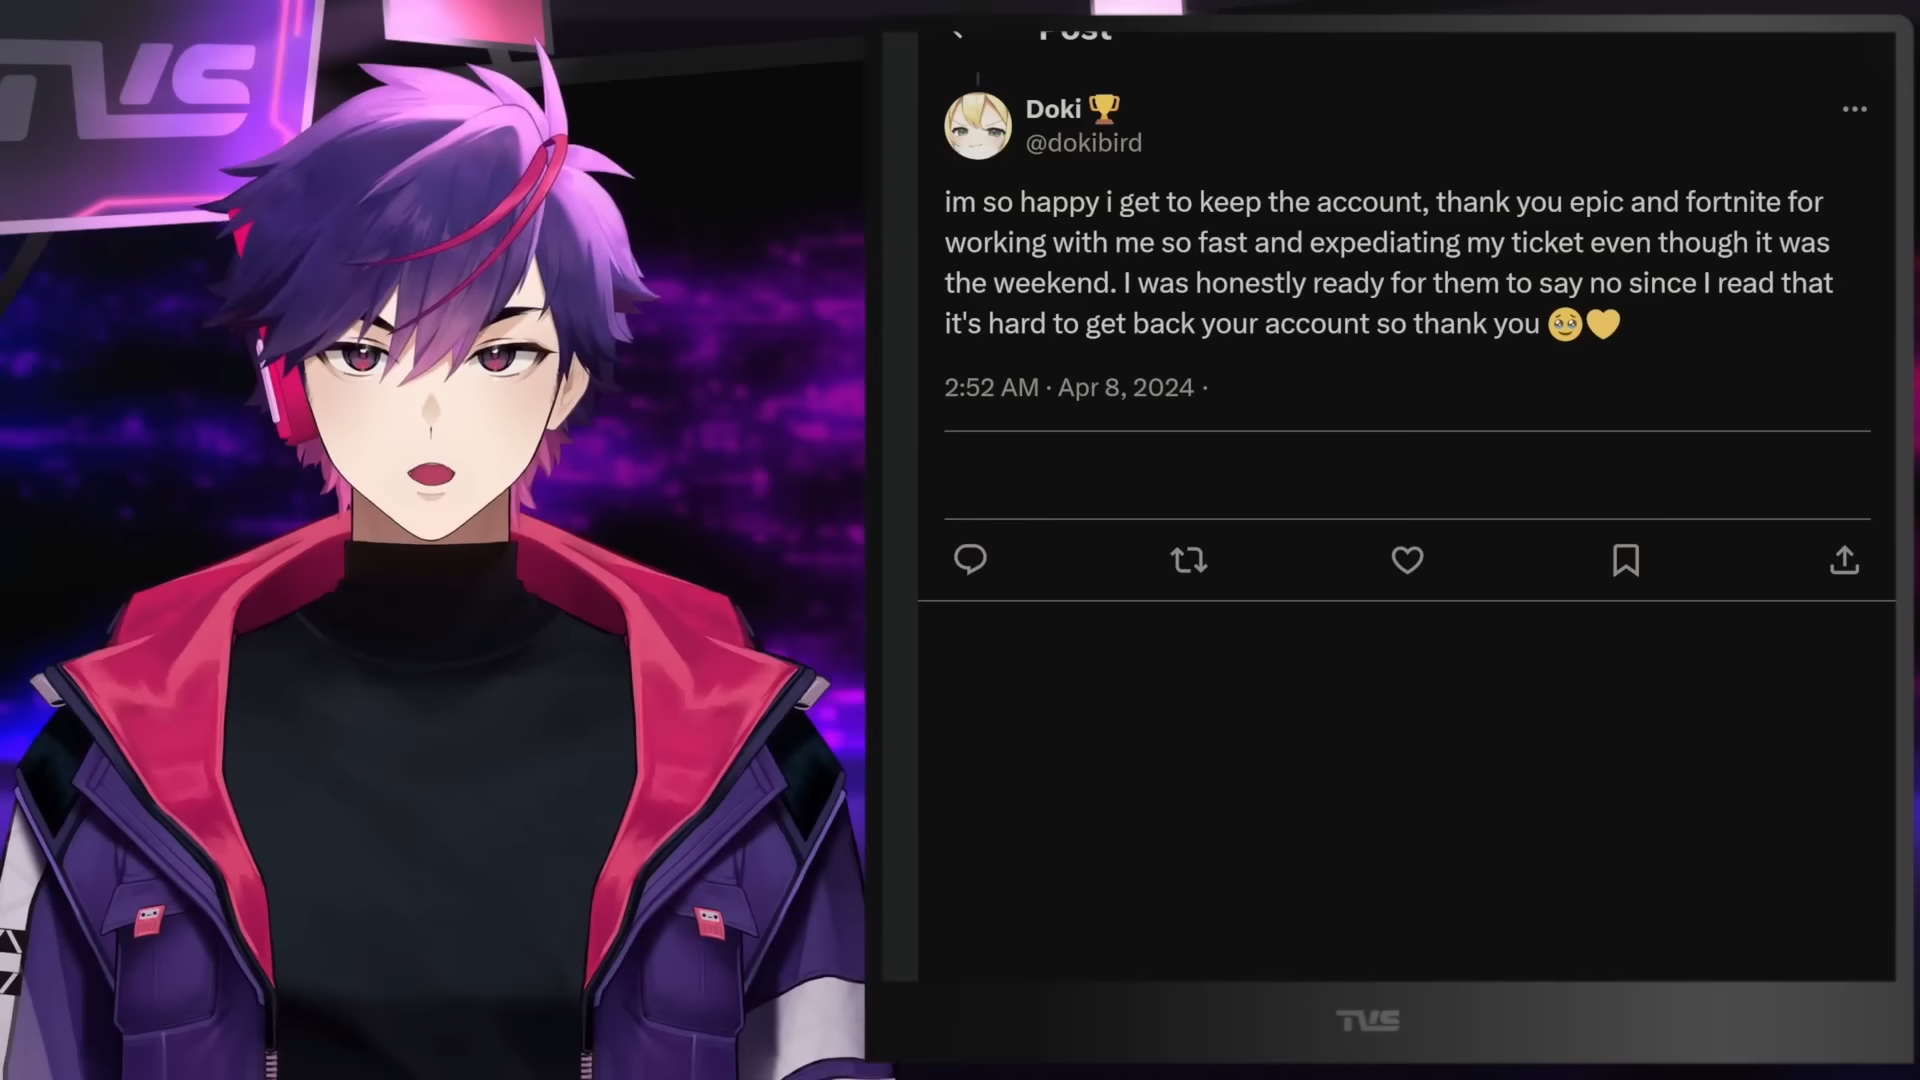 TVS
Post
Doki 🏆
@dokibird
im so happy i get to keep the account, thank you epic and fortnite for
working with me so fast and expediating my ticket even though it was
the weekend. I was honestly ready for them to say no since I read that
it's hard to get back your account so thank you 🥹💛
2:52 AM · Apr 8, 2024 ·
TVS